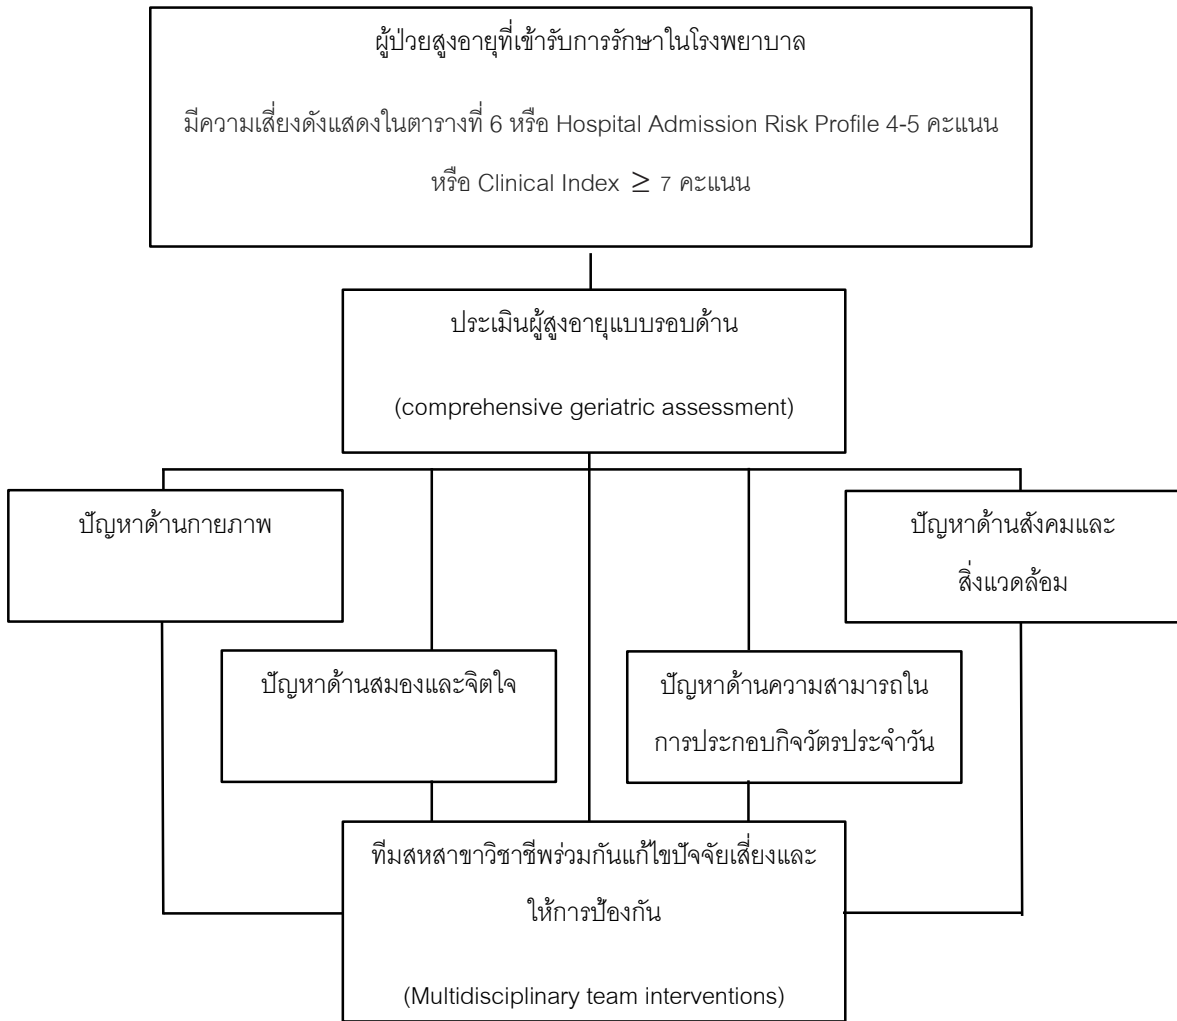 ผู้ป่วยสูงอายุที่เข้ารับการรักษาในโรงพยาบาล
มีความเสี่ยงดังแสดงในตารางที่ 6 หรือ Hospital Admission Risk Profile 4-5 คะแนน
หรือ Clinical Index ≥ 7 คะแนน
ประเมินผู้สูงอายุแบบรอบด้าน
(comprehensive geriatric assessment)
ปัญหาด้านกายภาพ
ปัญหาด้านสังคมและ
สิ่งแวดล้อม
ปัญหาด้านสมองและจิตใจ
ปัญหาด้านความสามารถใน
การประกอบกิจวัตรประจำวัน
ทีมสหสาขาวิชาชีพร่วมกันแก้ไขปัจจัยเสี่ยงและ
ให้การป้องกัน
(Multidisciplinary team interventions)